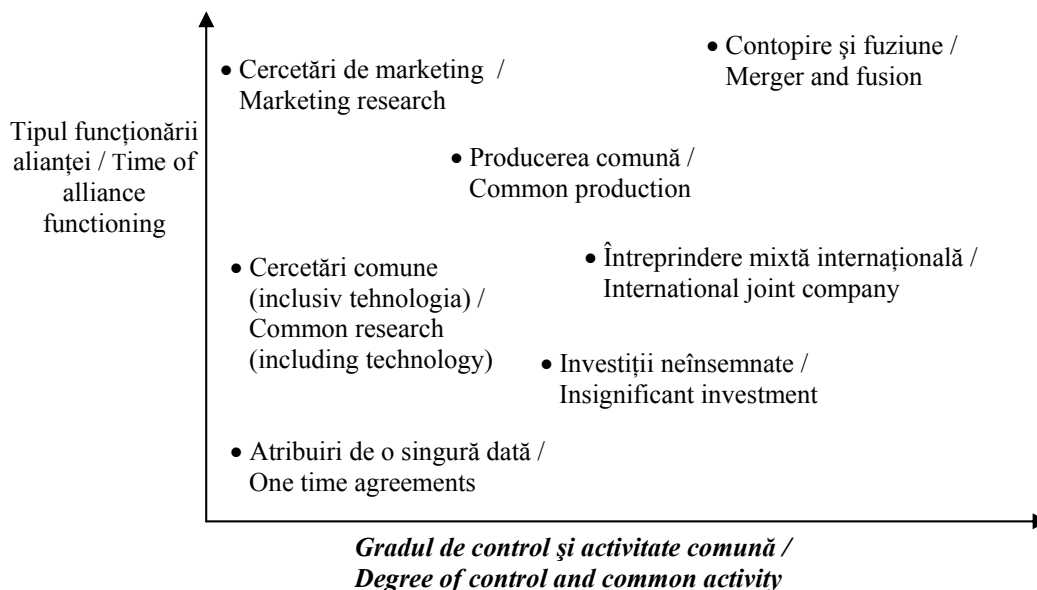 Tipul funcționării
alianței / Time of
alliance
functioning
• Cercetări de marketing /
Marketing research
• Contopire şi fuziune /
Merger and fusion
• Producerea comună /
Common production
• Cercetări comune
(inclusiv tehnologia) /
Common research
(including technology)
• Întreprindere mixtă internațională /
International joint company
• Investiții neînsemnate /
Insignificant investment
• Atribuiri de o singură dată /
One time agreements
Gradul de control şi activitate comună /
Degree of control and common activity